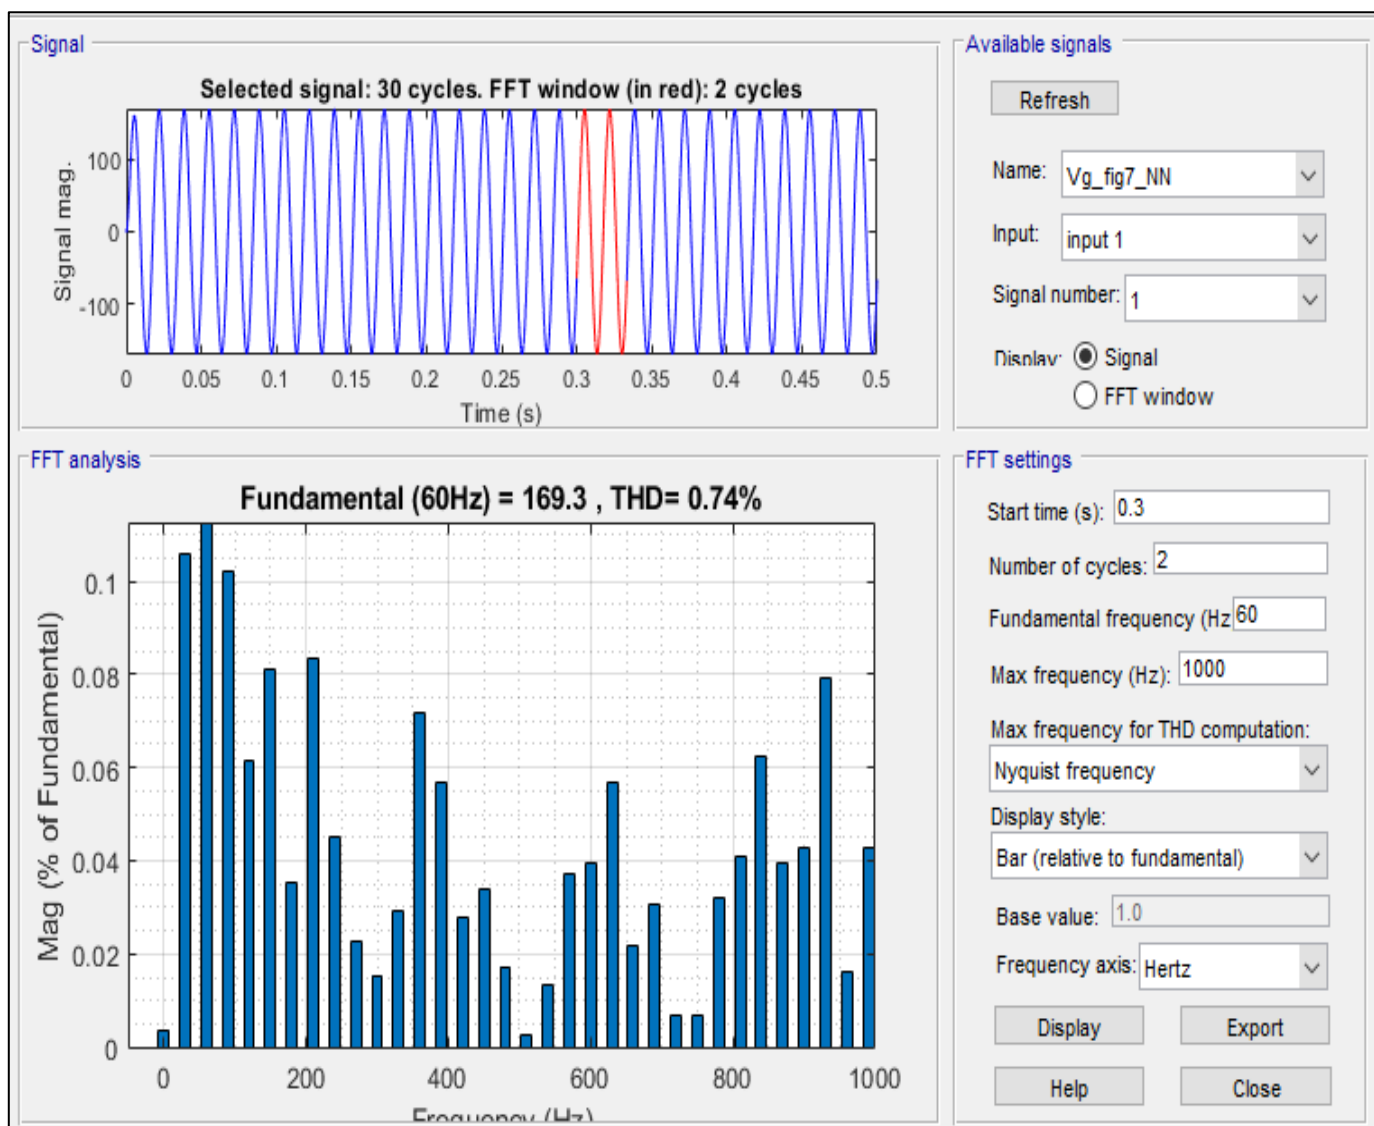 Signal
Selected signal: 30 cycles. FFT window (in red): 2 cycles
Signal mag.
100
0
-100
0 0.05 0.1 0.15 0.2 0.25 0.3 0.35 0.4 0.45 0.5
Time (s)
Available signals
Refresh
Name: Vg_fig7_NN
Input: input 1
Signal number: 1
Display: Signal
FFT window
FFT analysis
Fundamental (60Hz) = 169.3 , THD= 0.74%
Mag (% of Fundamental)
0.1
0.08
0.06
0.04
0.02
0
0 200 400 600 800 1000
Frequency (Hz)
FFT settings
Start time (s): 0.3
Number of cycles: 2
Fundamental frequency (Hz 60
Max frequency (Hz): 1000
Max frequency for THD computation:
Nyquist frequency
Display style:
Bar (relative to fundamental)
Base value: 1.0
Frequency axis: Hertz
Display Export
Help Close